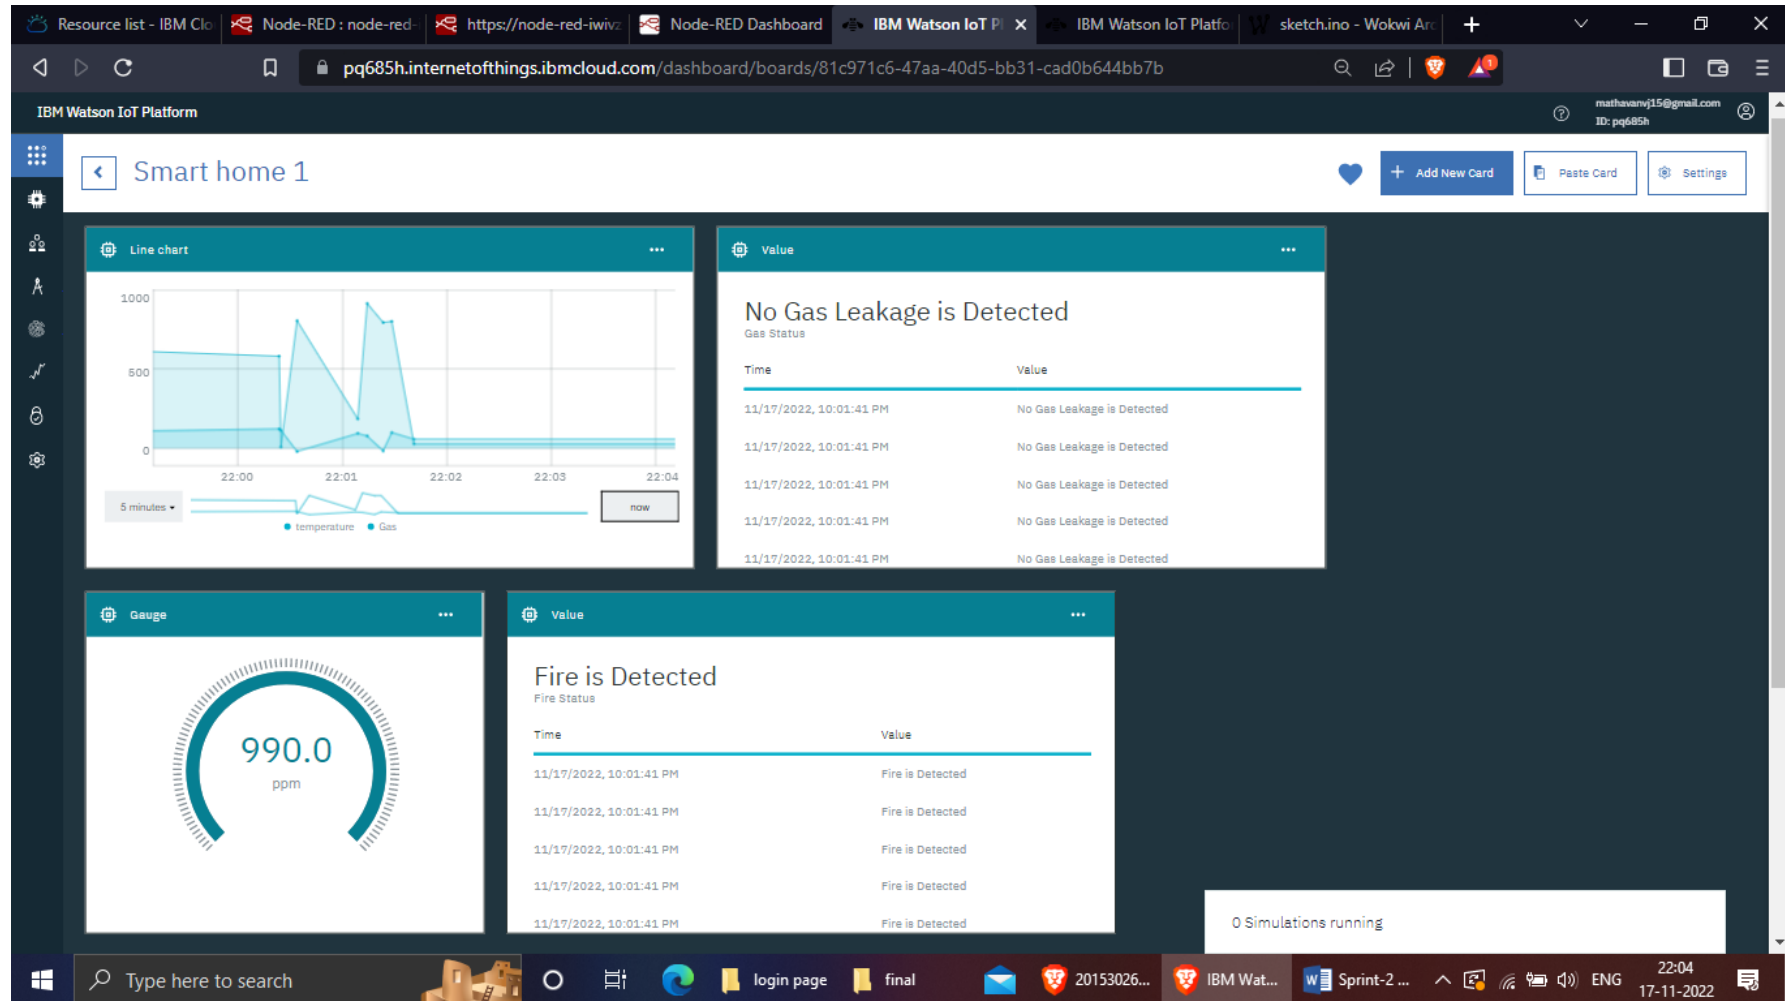 Resource list - IBM Clo
Node-RED : node-red-
https://node-red-iwivz
Node-RED Dashboard
IBM Watson IoT Pl
IBM Watson IoT Platfo
sketch.ino - Wokwi Arc
pq685h.internetofthings.ibmcloud.com/dashboard/boards/81c971c6-47aa-40d5-bb31-cad0b644bb7b
1
IBM Watson IoT Platform
mathavanvj15@gmail.com
ID: pq685h
Smart home 1
+ Add New Card
Paste Card
Settings
Line chart
1000
500
0
22:00 22:01 22:02 22:03 22:04
5 minutes
now
temperature Gas
Value
No Gas Leakage is Detected
Gas Status
Time Value
11/17/2022, 10:01:41 PM No Gas Leakage is Detected
11/17/2022, 10:01:41 PM No Gas Leakage is Detected
11/17/2022, 10:01:41 PM No Gas Leakage is Detected
11/17/2022, 10:01:41 PM No Gas Leakage is Detected
11/17/2022, 10:01:41 PM No Gas Leakage is Detected
Gauge
990.0
ppm
Value
Fire is Detected
Fire Status
Time Value
11/17/2022, 10:01:41 PM Fire is Detected
11/17/2022, 10:01:41 PM Fire is Detected
11/17/2022, 10:01:41 PM Fire is Detected
11/17/2022, 10:01:41 PM Fire is Detected
11/17/2022, 10:01:41 PM Fire is Detected
0 Simulations running
Type here to search
login page
final
20153026...
IBM Wat...
Sprint-2 ...
ENG
22:04
17-11-2022